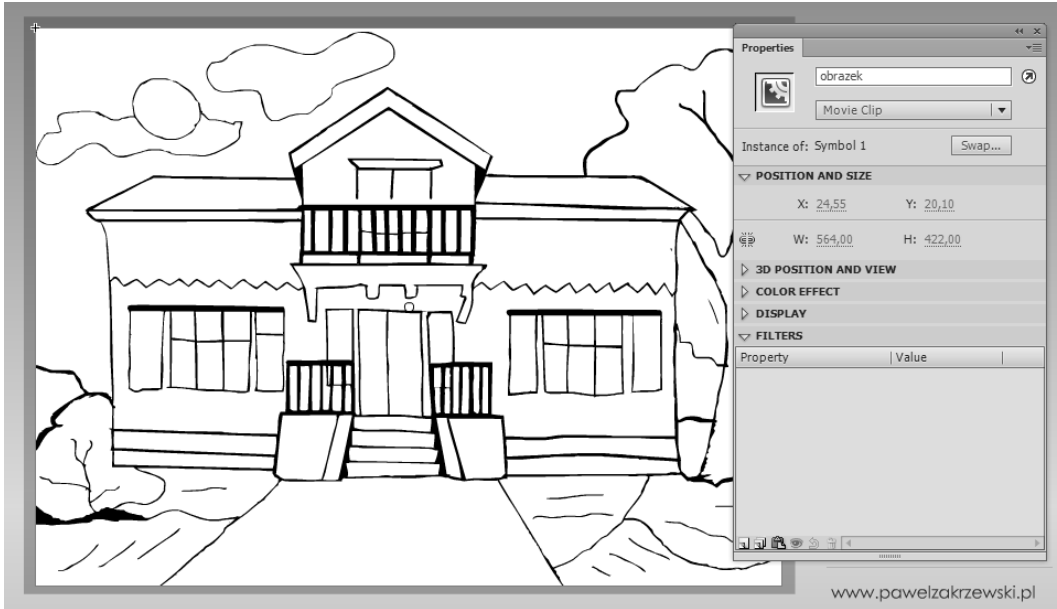 Properties
obrazek
Movie Clip
Instance of: Symbol 1 Swap...
POSITION AND SIZE
X: 24,55 Y: 20,10
W: 564,00 H: 422,00
3D POSITION AND VIEW
COLOR EFFECT
DISPLAY
FILTERS
Property Value
www.pawelzakrzewski.pl